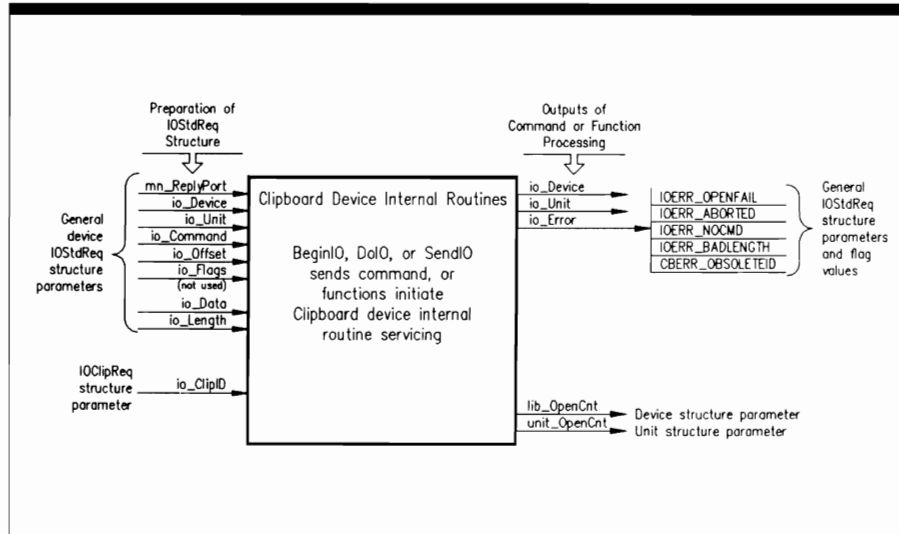 Preparation of
IOStdReq
Structure
Outputs of
Command or Function
Processing
General
device
IOStdReq
structure
parameters
mn_ReplyPort
io_Device
io_Unit
io_Command
io_Offset
io_Flags
(not used)
io_Data
io_Length
IOClipReq
structure
parameter
io_ClipID
Clipboard Device Internal Routines
BeginIO, DoIO, or SendIO
sends command, or
functions initiate
Clipboard device internal
routine servicing
io_Device
io_Unit
io_Error
IOERR_OPENFAIL
IOERR_ABORTED
IOERR_NOCMD
IOERR_BADLENGTH
CBERR_OBSOLETEID
General
IOStdReq
structure
parameters
and flag
values
lib_OpenCnt
unit_OpenCnt
Device structure parameter
Unit structure parameter